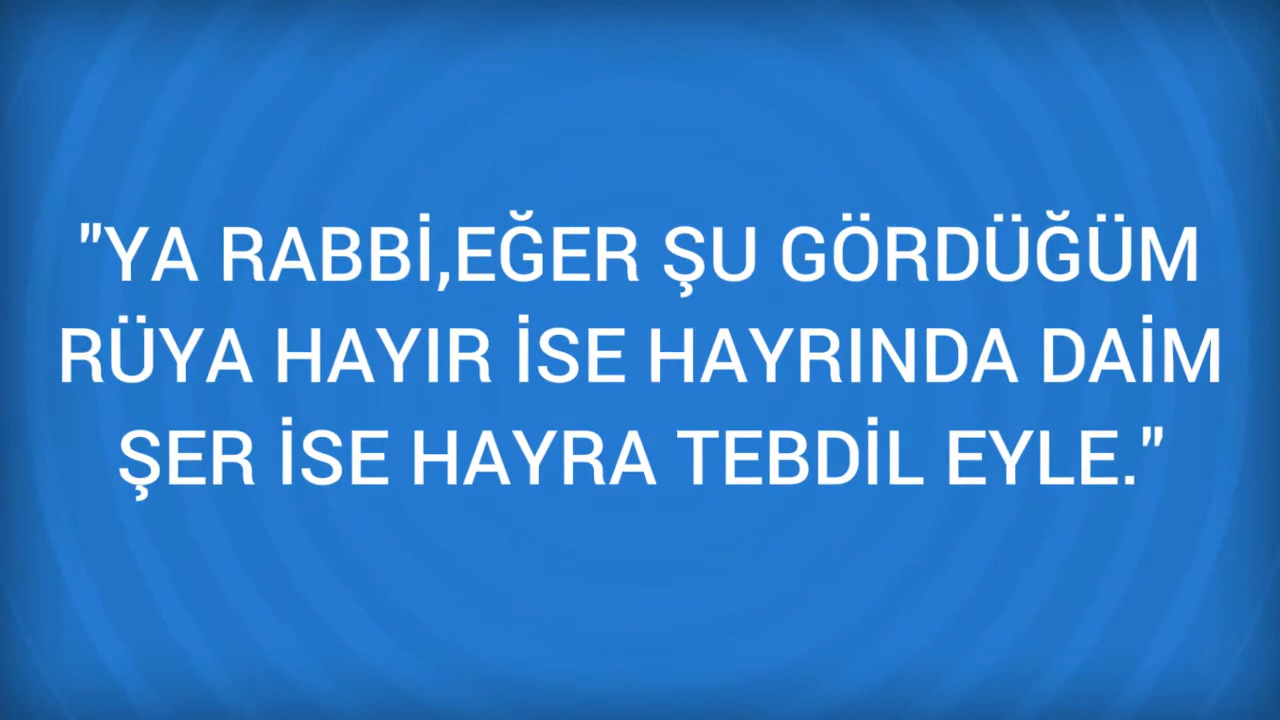 "YA RABBİ,EĞER ŞU GÖRDÜĞÜM
RÜYA HAYIR İSE HAYRINDA DAİM
ŞER İSE HAYRA TEBDİL EYLE."